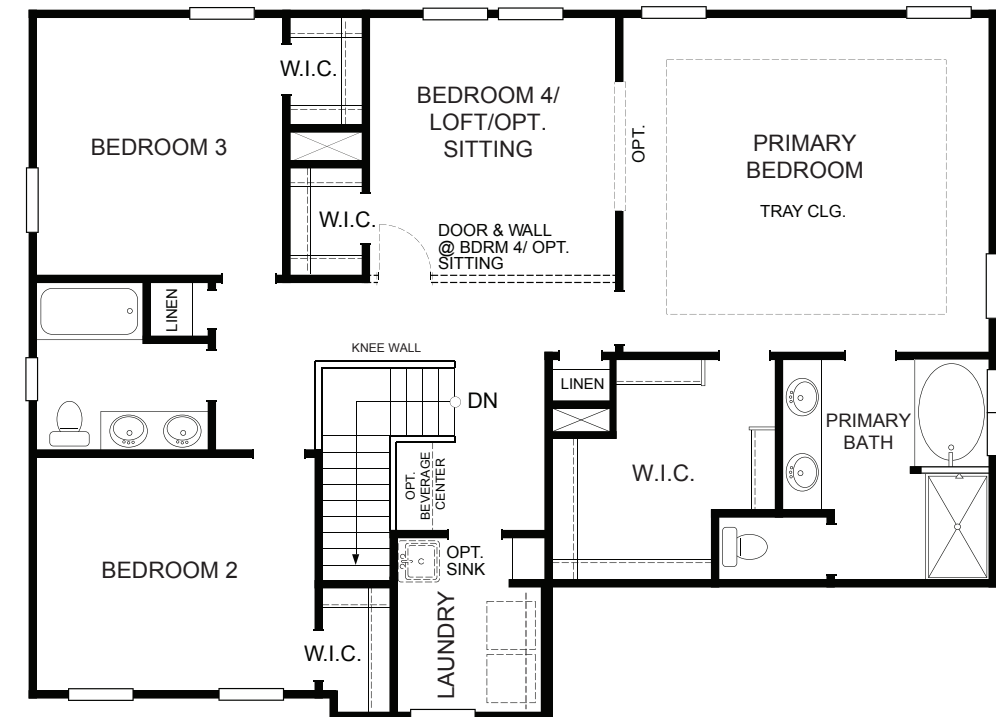 W.I.C.
BEDROOM 3
BEDROOM 4/
LOFT/OPT.
SITTING
OPT.
PRIMARY
BEDROOM
TRAY CLG.
W.I.C.
DOOR & WALL
@ BDRM 4/ OPT.
SITTING
LINEN
KNEE WALL
DN
LINEN
PRIMARY
BATH
W.I.C.
OPT.
BEVERAGE
CENTER
BEDROOM 2
OPT.
SINK
LAUNDRY
W.I.C.